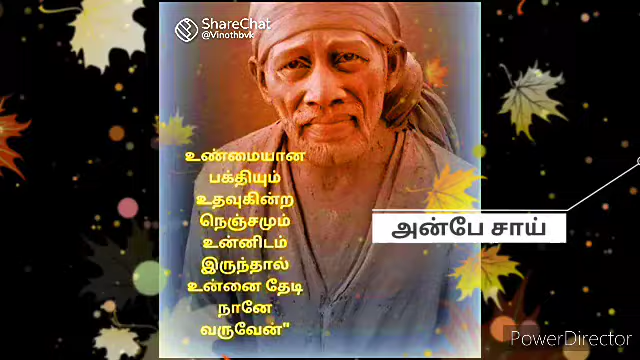 ShareChat
@Vinothbvk
உண்மையான
பக்தியும்
உதவுகின்ற
நெஞ்சமும்
உன்னிடம்
இருந்தால்
உன்னை தேடி
நானே
வருவேன்"
அன்பே சாய்
PowerDirector